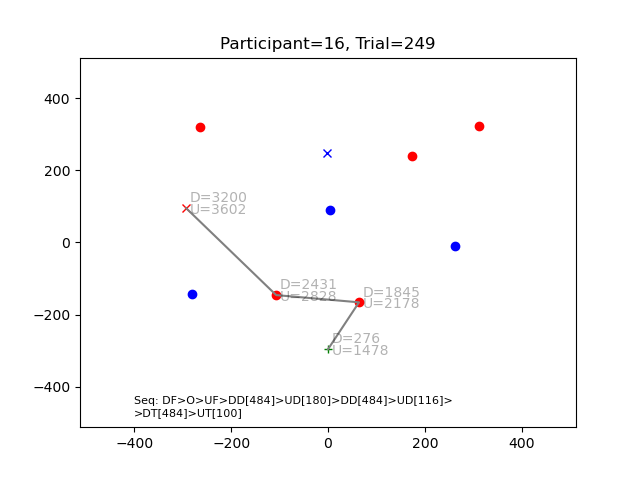 Participant=16, Trial=249
400
200
0
−200
−400
D=3200
U=3602
D=2431
U=2828
D=1845
U=2178
D=276
U=1478
Seq: DF>O>UF>DD[484]>UD[180]>DD[484]>UD[116]>
>DT[484]>UT[100]
−400
−200
0
200
400